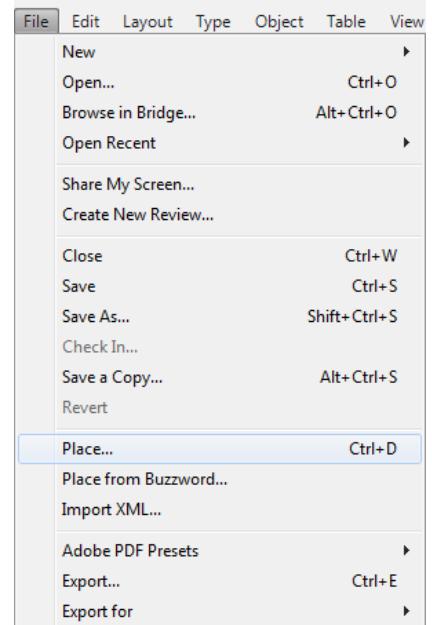 File Edit Layout Type Object Table View
New
Open... Ctrl+O
Browse in Bridge... Alt+Ctrl+O
Open Recent
Share My Screen...
Create New Review...
Close Ctrl+W
Save Ctrl+S
Save As... Shift+Ctrl+S
Check In...
Save a Copy... Alt+Ctrl+S
Revert
Place... Ctrl+D
Place from Buzzword...
Import XML...
Adobe PDF Presets
Export... Ctrl+E
Export for